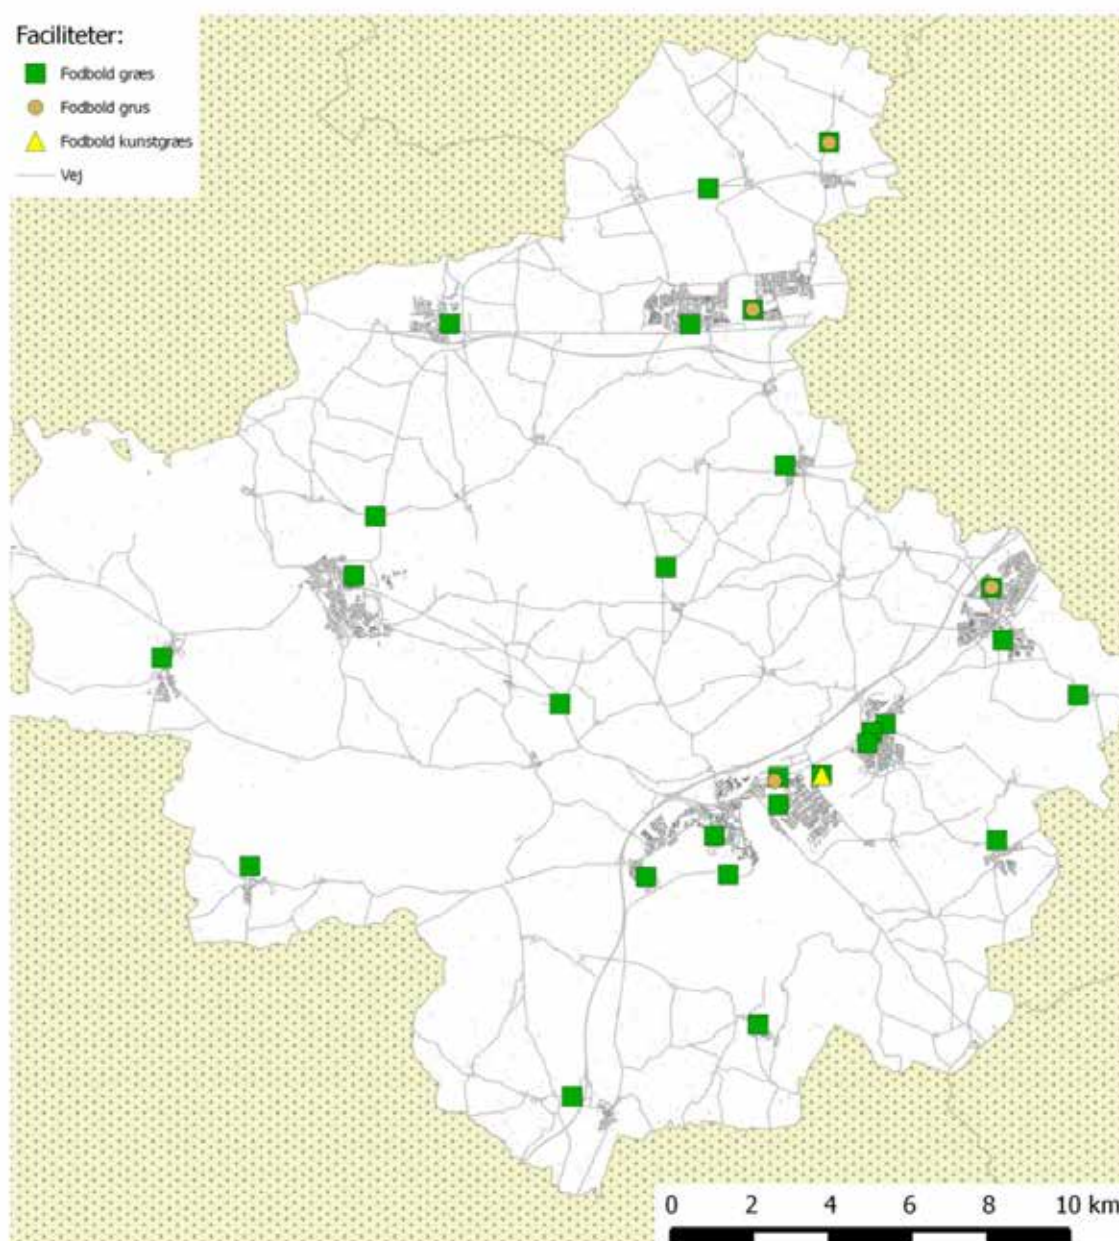 Faciliteter:
Fodbold græs
Fodbold grus
Fodbold kunstgræs
Vej
0 2 4 6 8 10 km